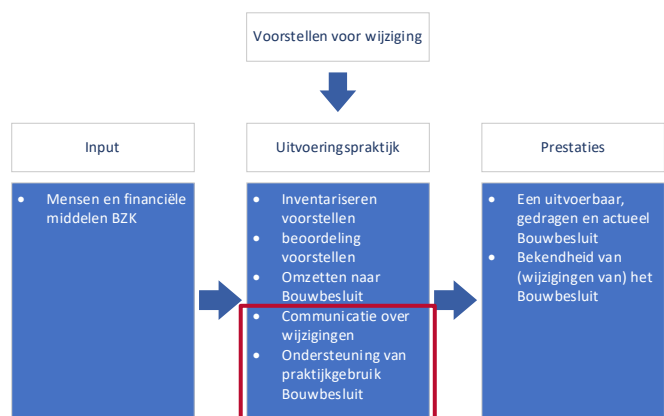 Voorstellen voor wijziging
Input
Uitvoeringspraktijk
Prestaties
• Mensen en financiële
middelen BZK
• Inventariseren
voorstellen
• beoordeling
voorstellen
• Omzetten naar
Bouwbesluit
• Communicatie over
wijzigingen
• Ondersteuning van
praktijkgebruik
Bouwbesluit
• Een uitvoerbaar,
gedragen en actueel
Bouwbesluit
• Bekendheid van
(wijzigingen van) het
Bouwbesluit